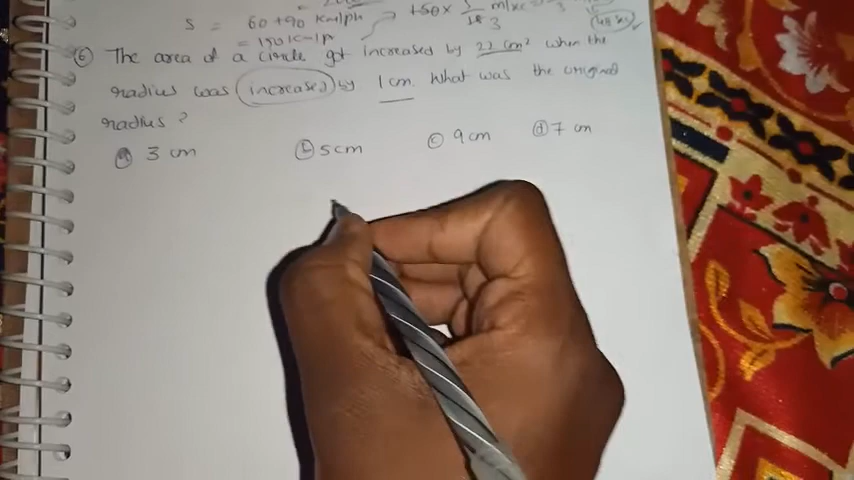 S = 60+90 km/ph
= 150 km/p
⑥ The area of a circle got increased by 22 cm² when the
radius was increased by 1 cm. What was the original
radius ?
ⓐ 3 cm ⓑ 5 cm ⓒ 9 cm ⓓ 7 cm